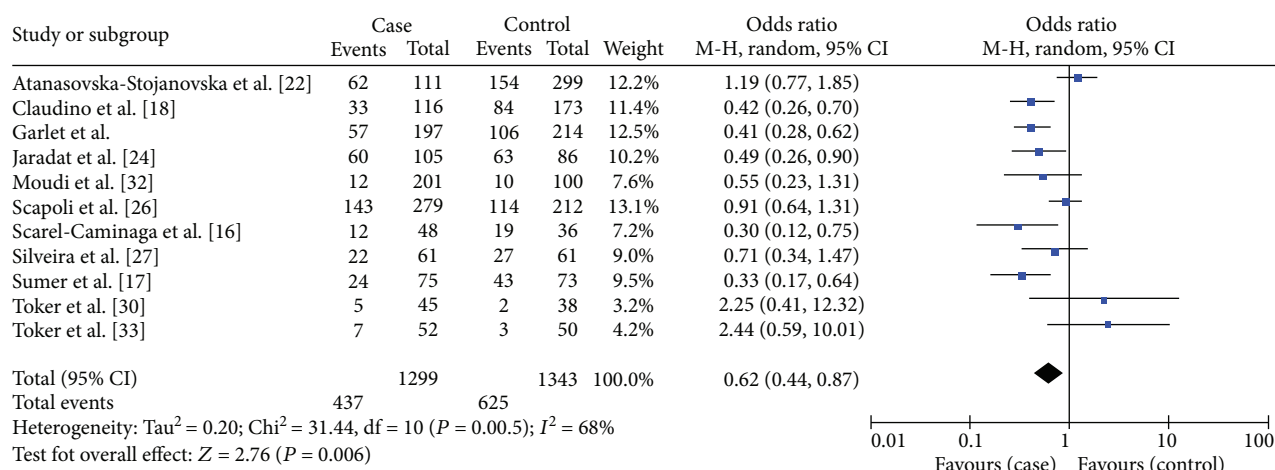 Study or subgroup Case Control Odds ratio Odds ratio
Events Total Events Total Weight M-H, random, 95% CI M-H, random, 95% CI
Atanasovska-Stojanovska et al. [22] 62 111 154 299 12.2% 1.19 (0.77, 1.85)
Claudino et al. [18] 33 116 84 173 11.4% 0.42 (0.26, 0.70)
Garlet et al. 57 197 106 214 12.5% 0.41 (0.28, 0.62)
Jaradat et al. [24] 60 105 63 86 10.2% 0.49 (0.26, 0.90)
Moudi et al. [32] 12 201 10 100 7.6% 0.55 (0.23, 1.31)
Scapoli et al. [26] 143 279 114 212 13.1% 0.91 (0.64, 1.31)
Scarel-Caminaga et al. [16] 12 48 19 36 7.2% 0.30 (0.12, 0.75)
Silveira et al. [27] 22 61 27 61 9.0% 0.71 (0.34, 1.47)
Sumer et al. [17] 24 75 43 73 9.5% 0.33 (0.17, 0.64)
Toker et al. [30] 5 45 2 38 3.2% 2.25 (0.41, 12.32)
Toker et al. [33] 7 52 3 50 4.2% 2.44 (0.59, 10.01)
Total (95% CI) 1299 1343 100.0% 0.62 (0.44, 0.87)
Total events 437 625
Heterogeneity: Tau² = 0.20; Chi² = 31.44, df = 10 (P = 0.00.5); I² = 68%
Test fot overall effect: Z = 2.76 (P = 0.006)
0.01 0.1 1 10 100
Favours (case) Favours (control)